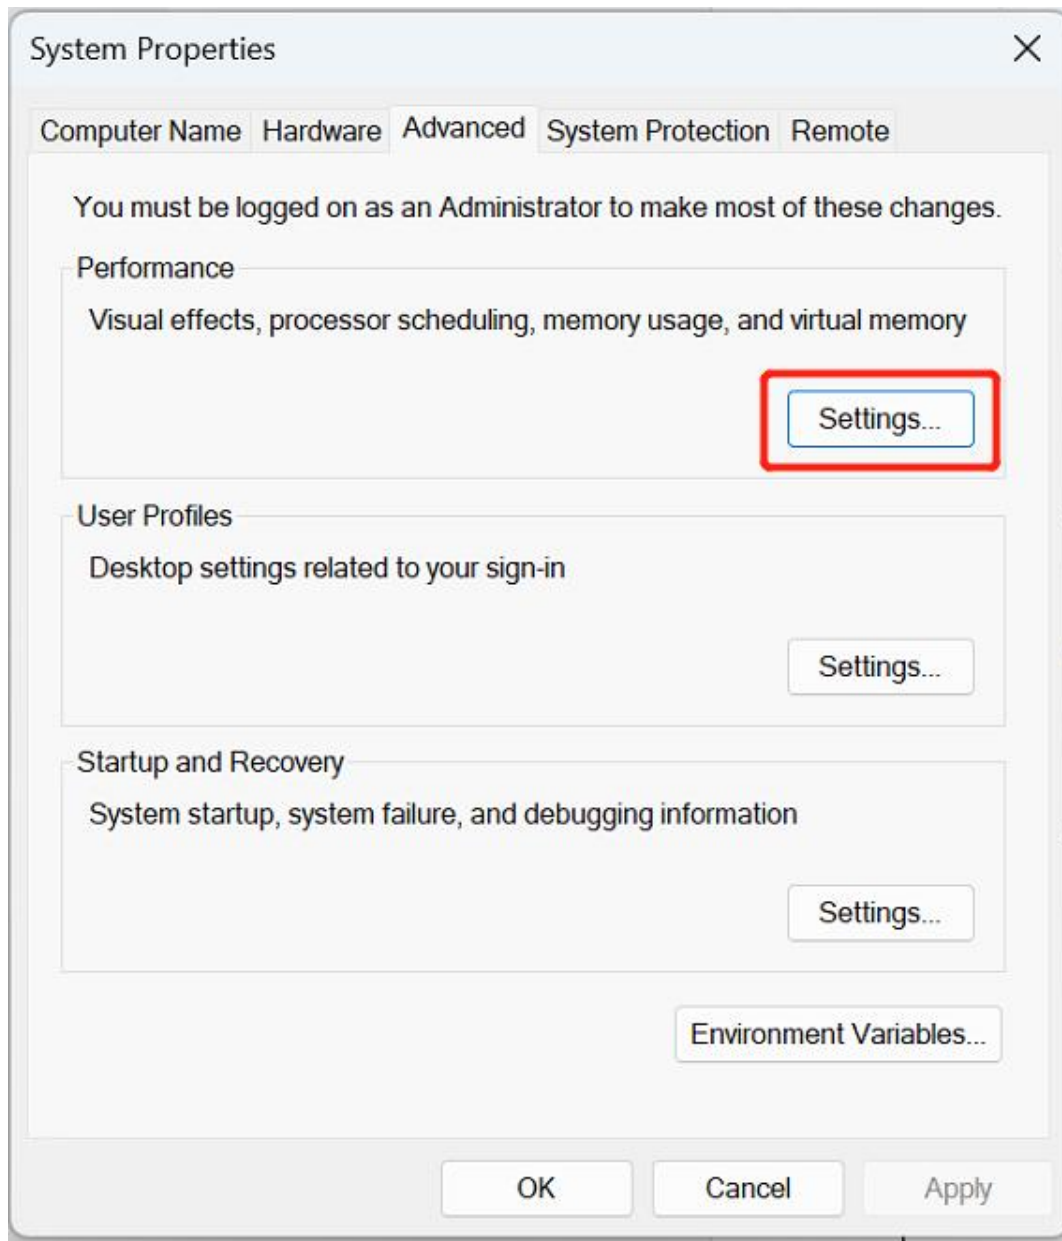 System Properties
Computer Name Hardware Advanced System Protection Remote
You must be logged on as an Administrator to make most of these changes.
Performance
Visual effects, processor scheduling, memory usage, and virtual memory
Settings...
User Profiles
Desktop settings related to your sign-in
Settings...
Startup and Recovery
System startup, system failure, and debugging information
Settings...
Environment Variables...
OK Cancel Apply